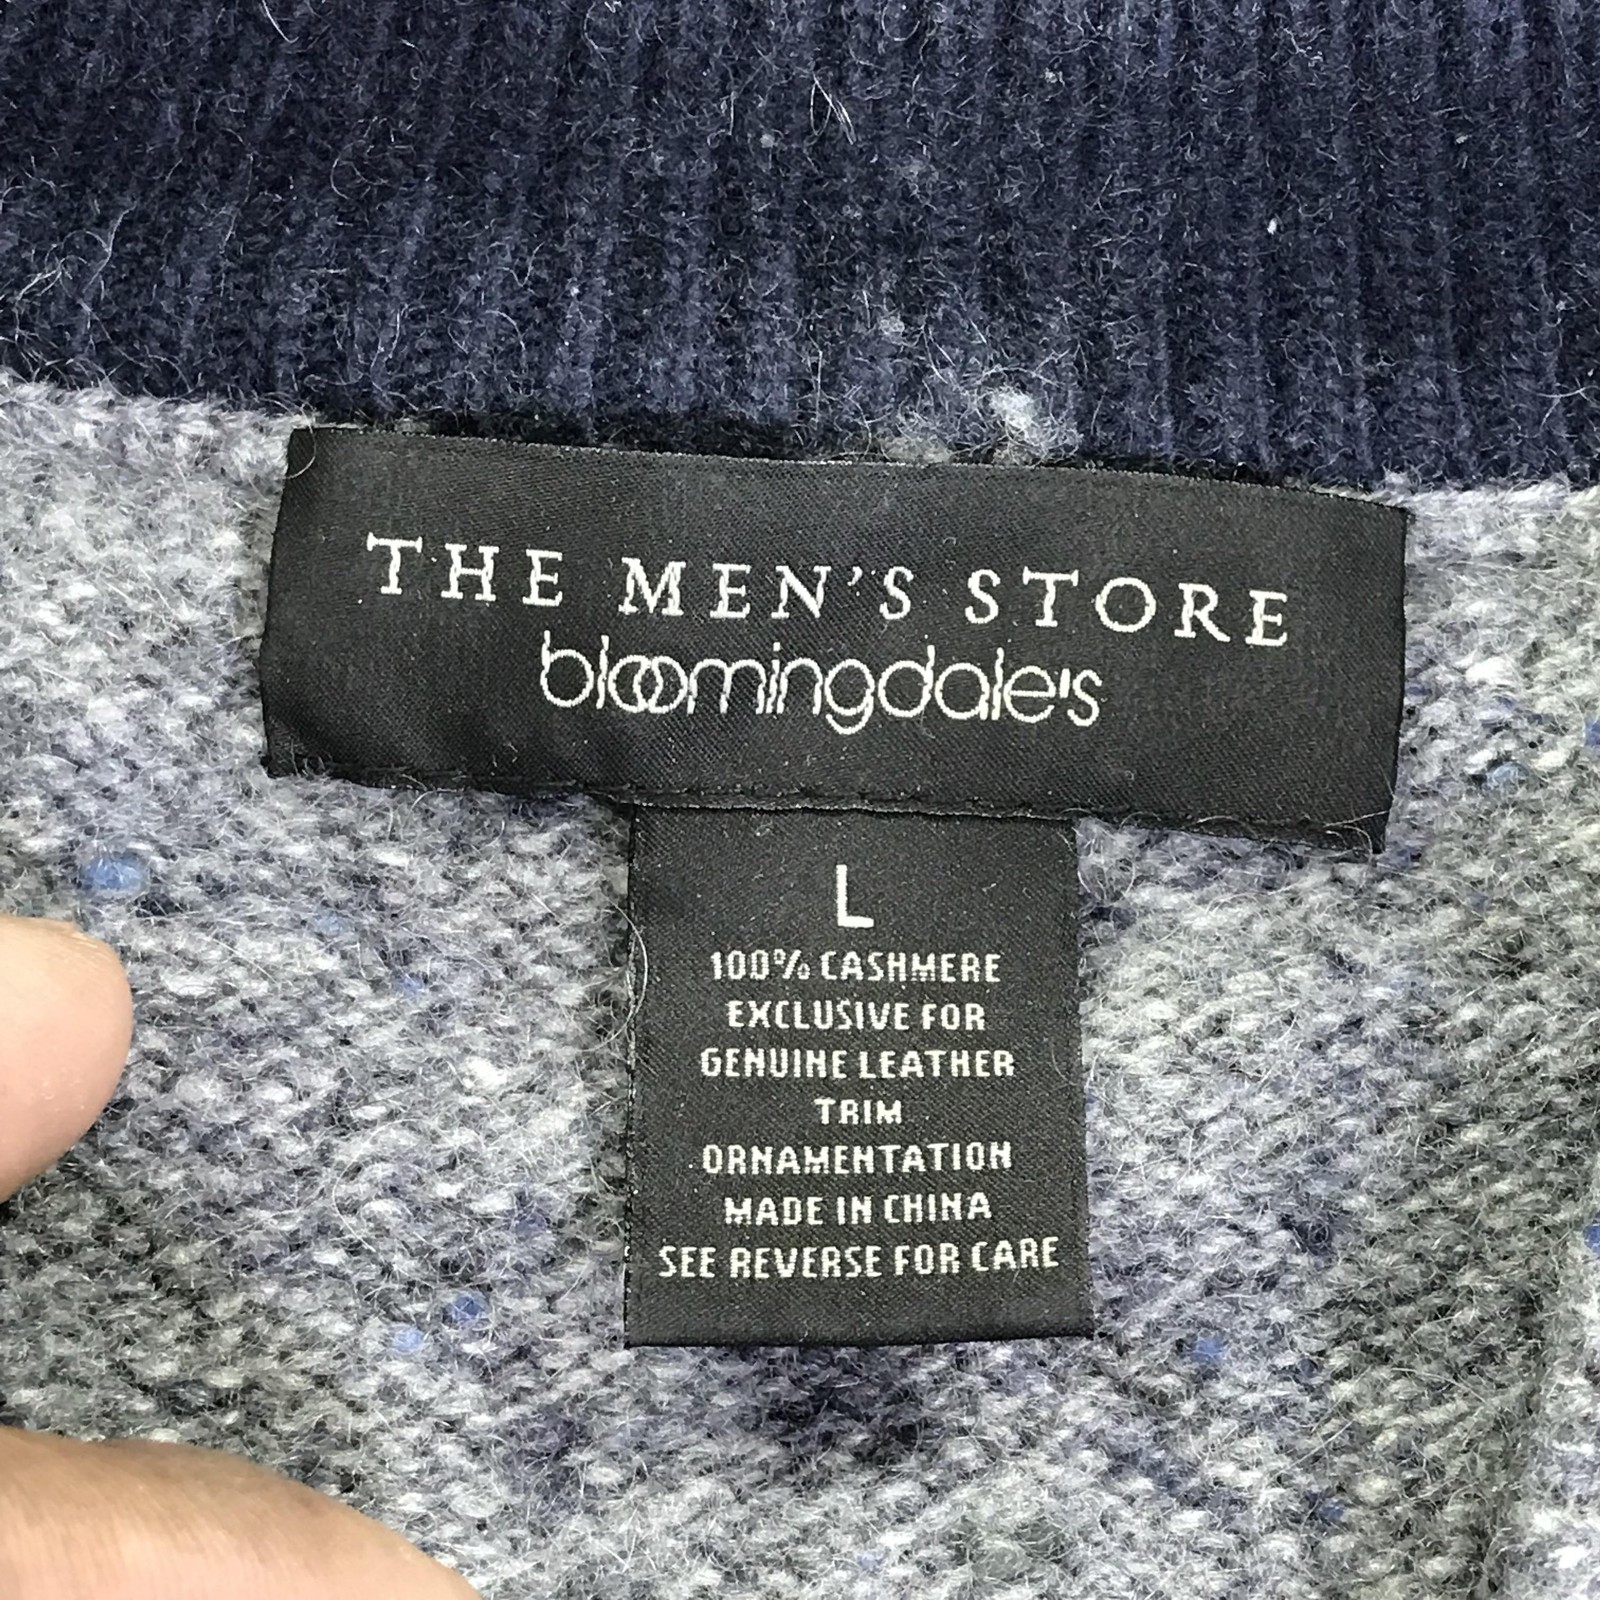 THE MEN'S STORE
bloomingdale's
L
100% CASHMERE
EXCLUSIVE FOR
GENUINE LEATHER
TRIM
ORNAMENTATION
MADE IN CHINA
SEE REVERSE FOR CARE